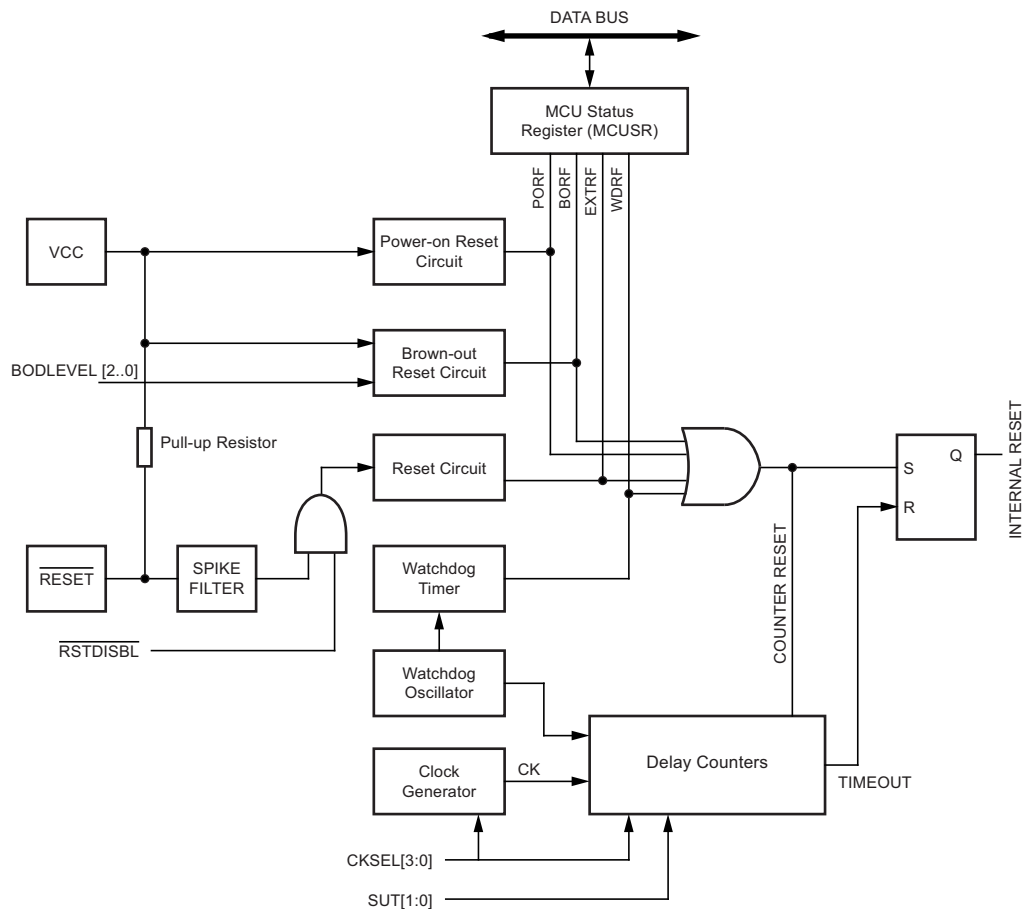 DATA BUS
MCU Status
Register (MCUSR)
PORF
BORF
EXTRF
WDRF
VCC
Power-on Reset
Circuit
Brown-out
Reset Circuit
BODLEVEL [2..0]
Pull-up Resistor
Reset Circuit
S
Q
R
INTERNAL RESET
RESET
SPIKE
FILTER
Watchdog
Timer
COUNTER RESET
RSTDISBL
Watchdog
Oscillator
Clock
Generator
CK
Delay Counters
TIMEOUT
CKSEL[3:0]
SUT[1:0]